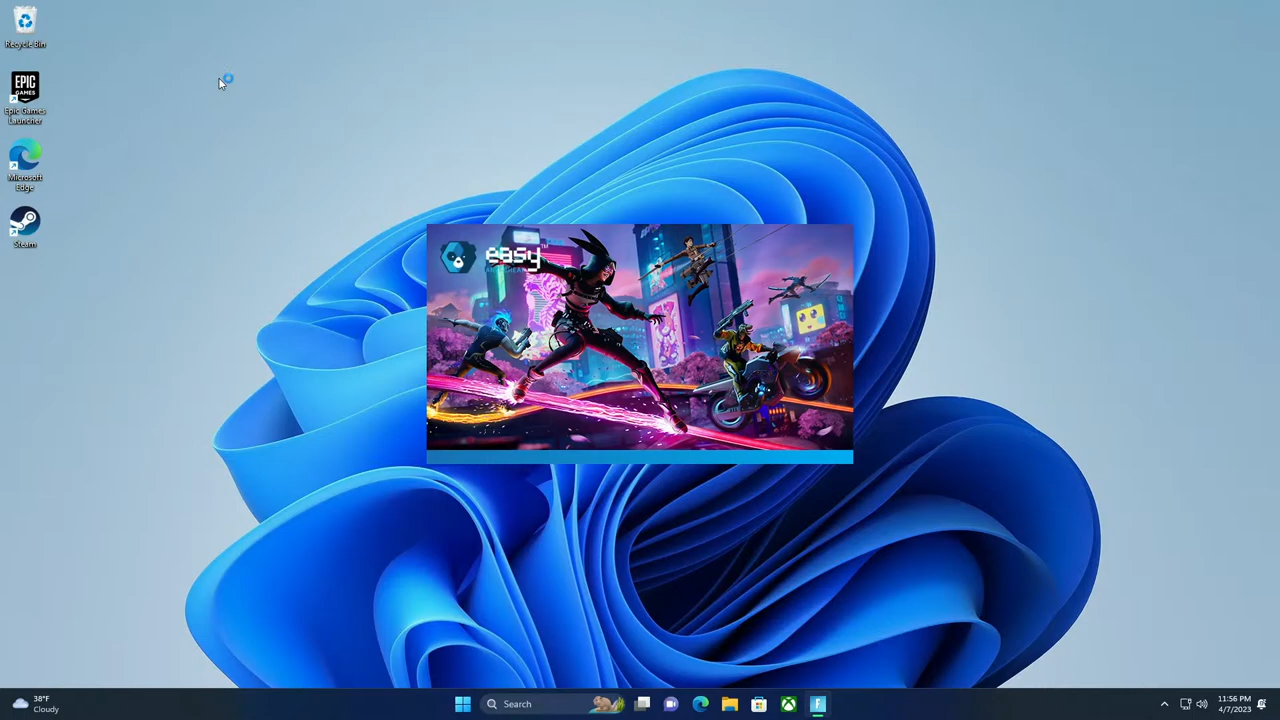 Recycle Bin
EPIC
GAMES
Epic Games
Launcher
Microsoft
Edge
Steam
easy™
38°F
Cloudy
Search
11:56 PM
4/7/2023